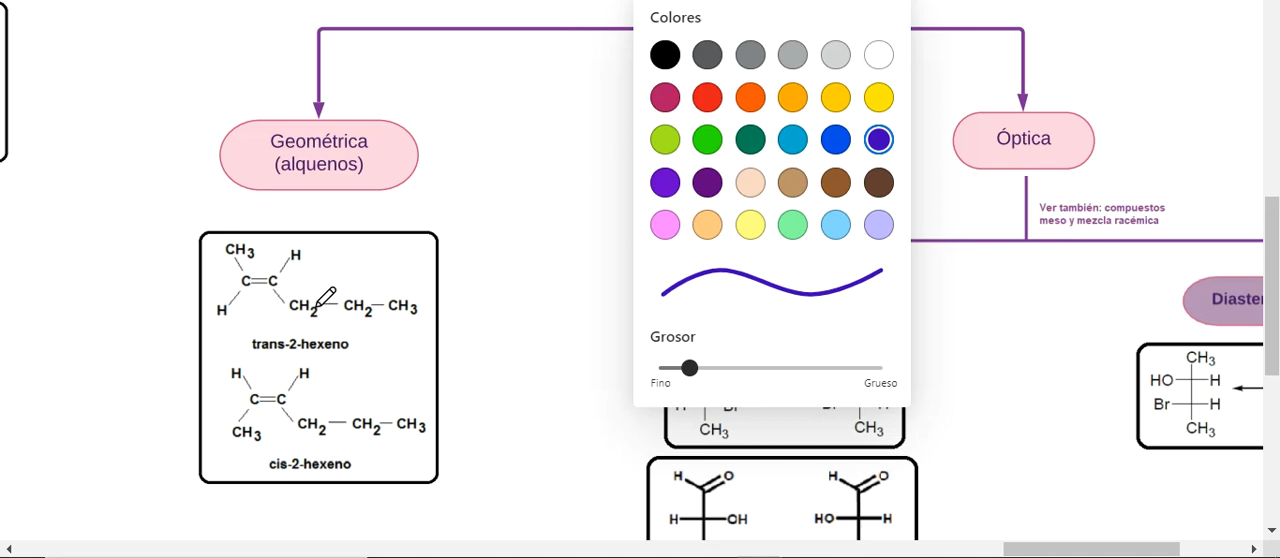 Colores
Geométrica
(alquenos)
Óptica
Ver también: compuestos
meso y mezcla racémica
CH3
H
C=C
H
CH2— CH2— CH3
trans-2-hexeno
H H
C=C
CH3
CH2— CH2— CH3
cis-2-hexeno
Grosor
Fino Grueso
CH3 CH3
H O
H OH
H O
HO H
CH3
HO H
Br H
CH3